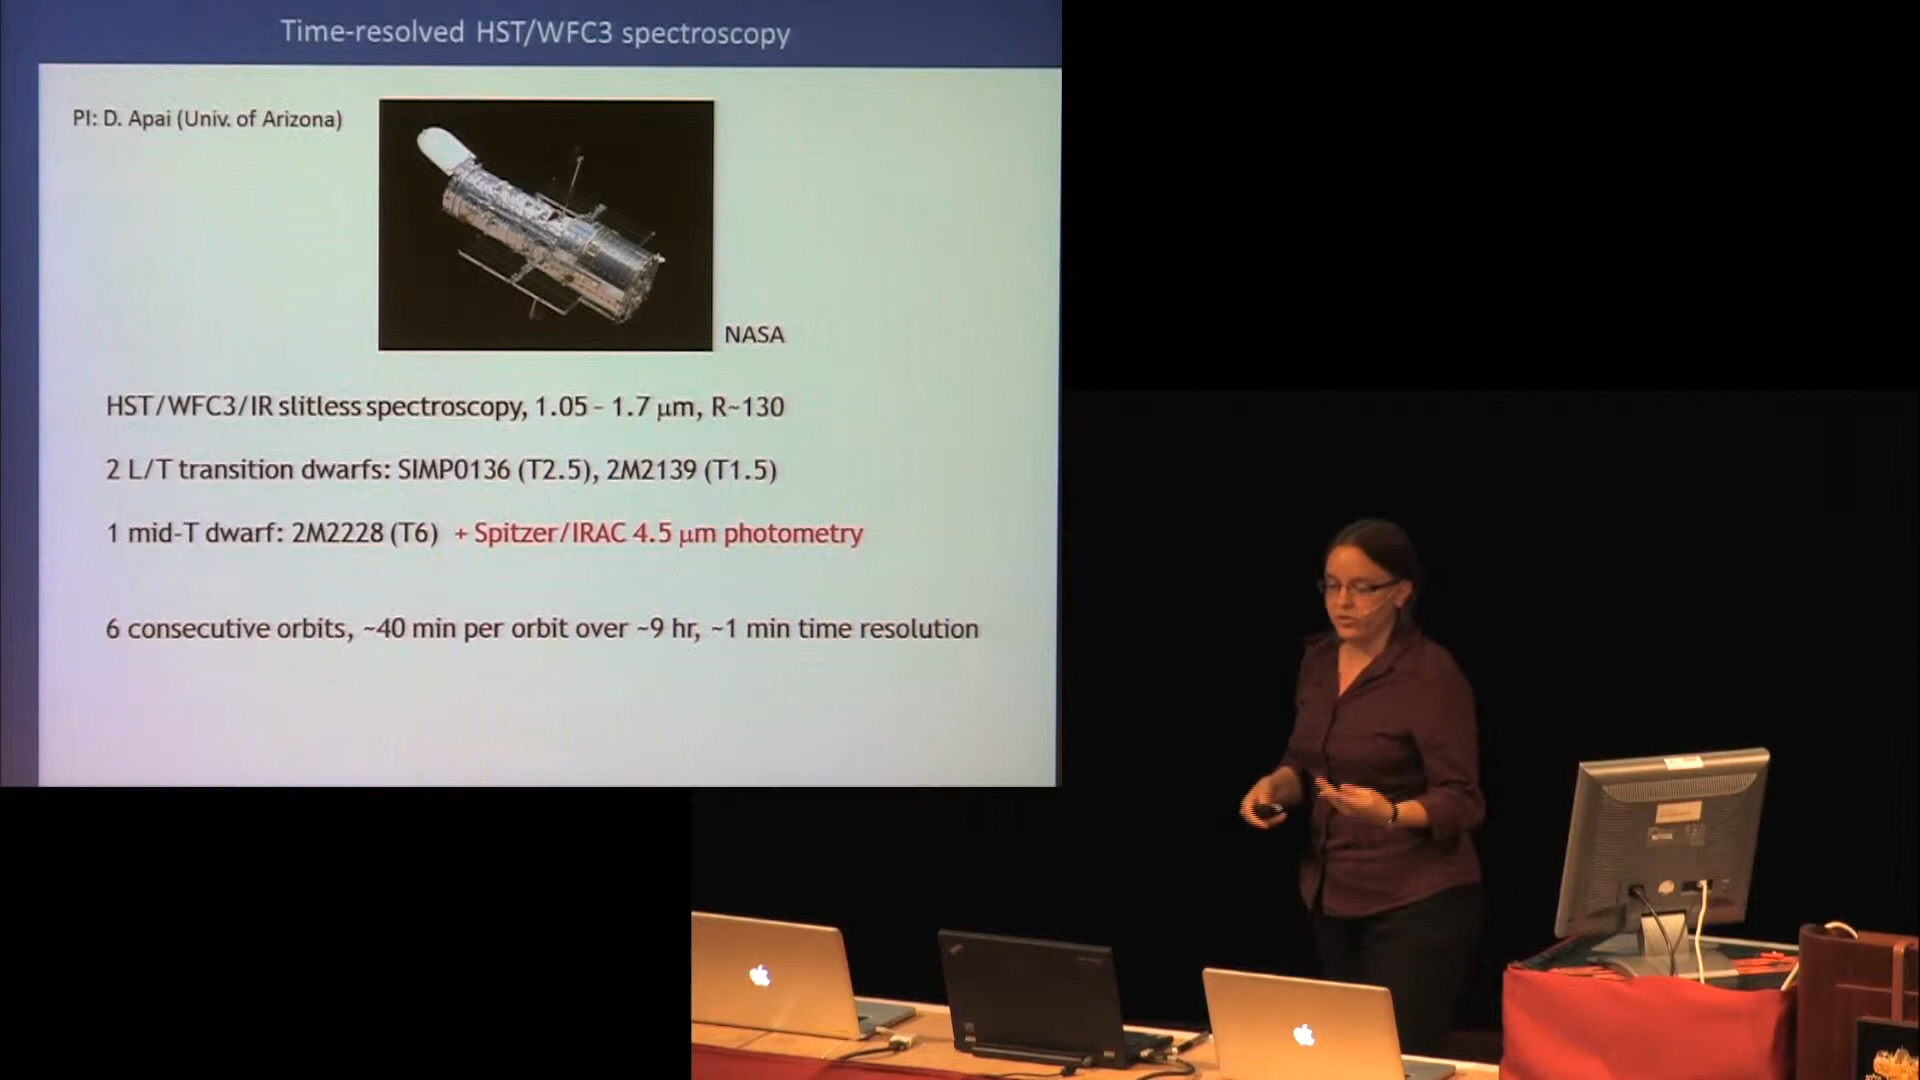 Time-resolved HST/WFC3 spectroscopy
PI: D. Apai (Univ. of Arizona)
NASA
HST/WFC3/IR slitless spectroscopy, 1.05 – 1.7 μm, R~130
2 L/T transition dwarfs: SIMP0136 (T2.5), 2M2139 (T1.5)
1 mid-T dwarf: 2M2228 (T6) + Spitzer/IRAC 4.5 μm photometry
6 consecutive orbits, ~40 min per orbit over ~9 hr, ~1 min time resolution